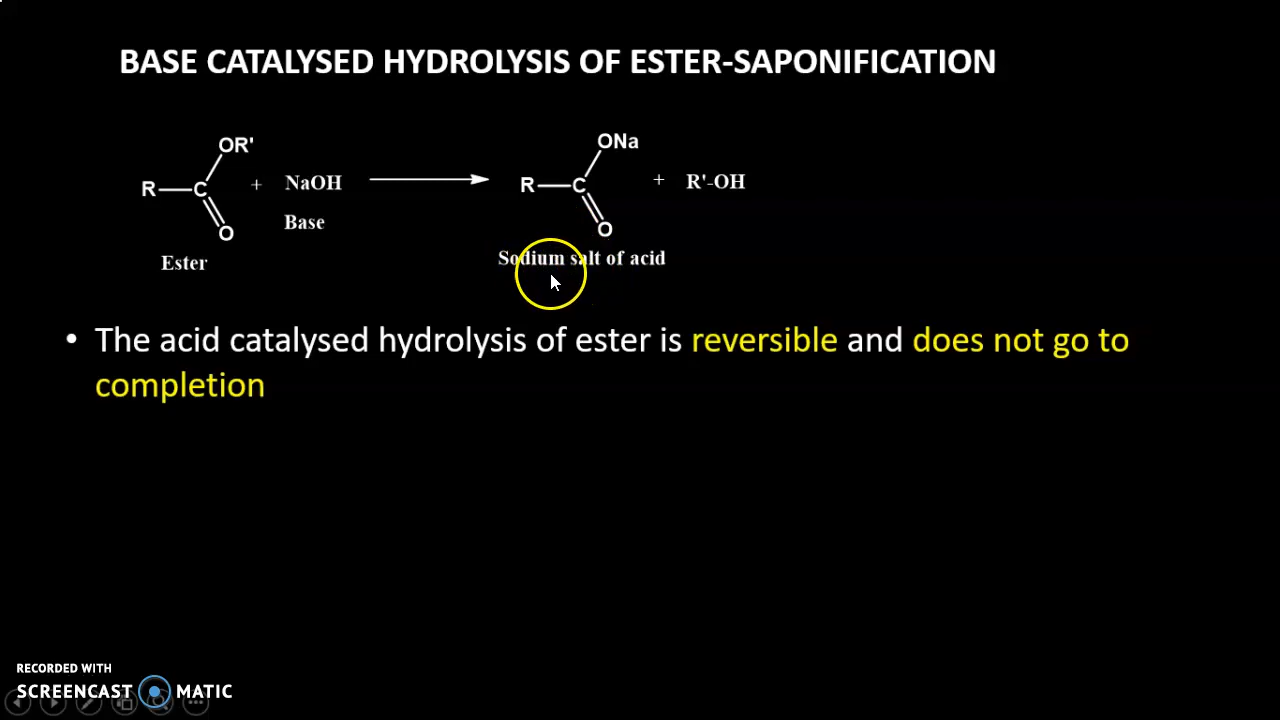 BASE CATALYSED HYDROLYSIS OF ESTER-SAPONIFICATION
OR'
R C + NaOH
O
Base
Ester
ONa
R C + R'-OH
O
Sodium salt of acid
• The acid catalysed hydrolysis of ester is reversible and does not go to
completion
RECORDED WITH
SCREENCAST MATIC